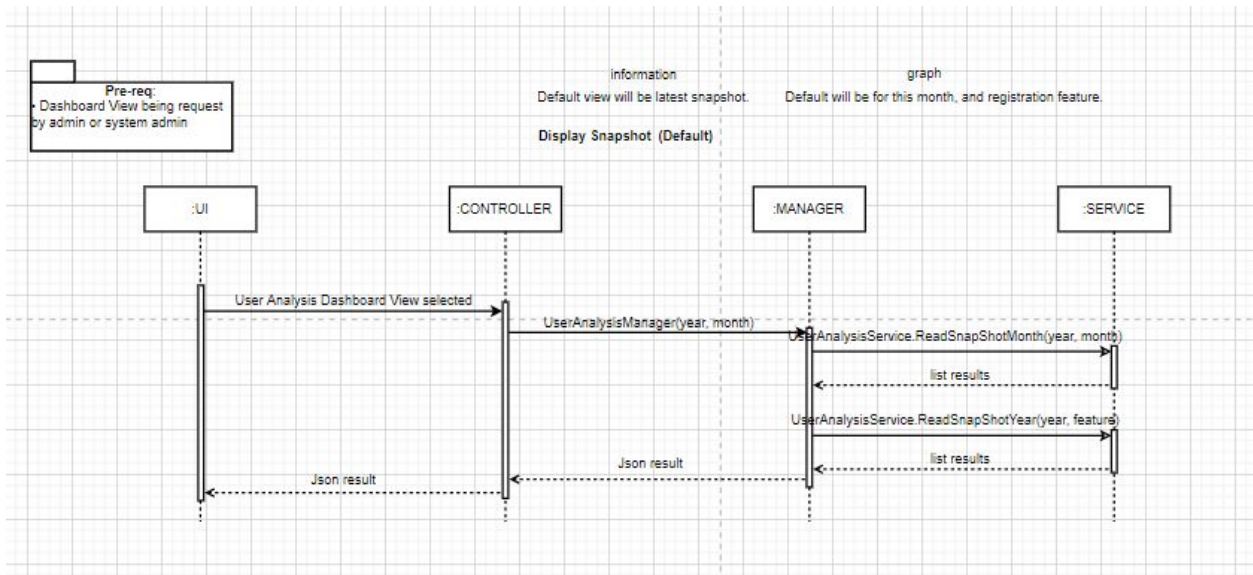 Pre-req:
• Dashboard View being request
by admin or system admin
information
Default view will be latest snapshot.
graph
Default will be for this month, and registration feature.
Display Snapshot (Default)
:UI
:CONTROLLER
:MANAGER
:SERVICE
User Analysis Dashboard View selected
UserAnalysisManager(year, month)
UserAnalysisService.ReadSnapShotMonth(year, month)
list results
UserAnalysisService.ReadSnapShotYear(year, feature)
list results
Json result
Json result